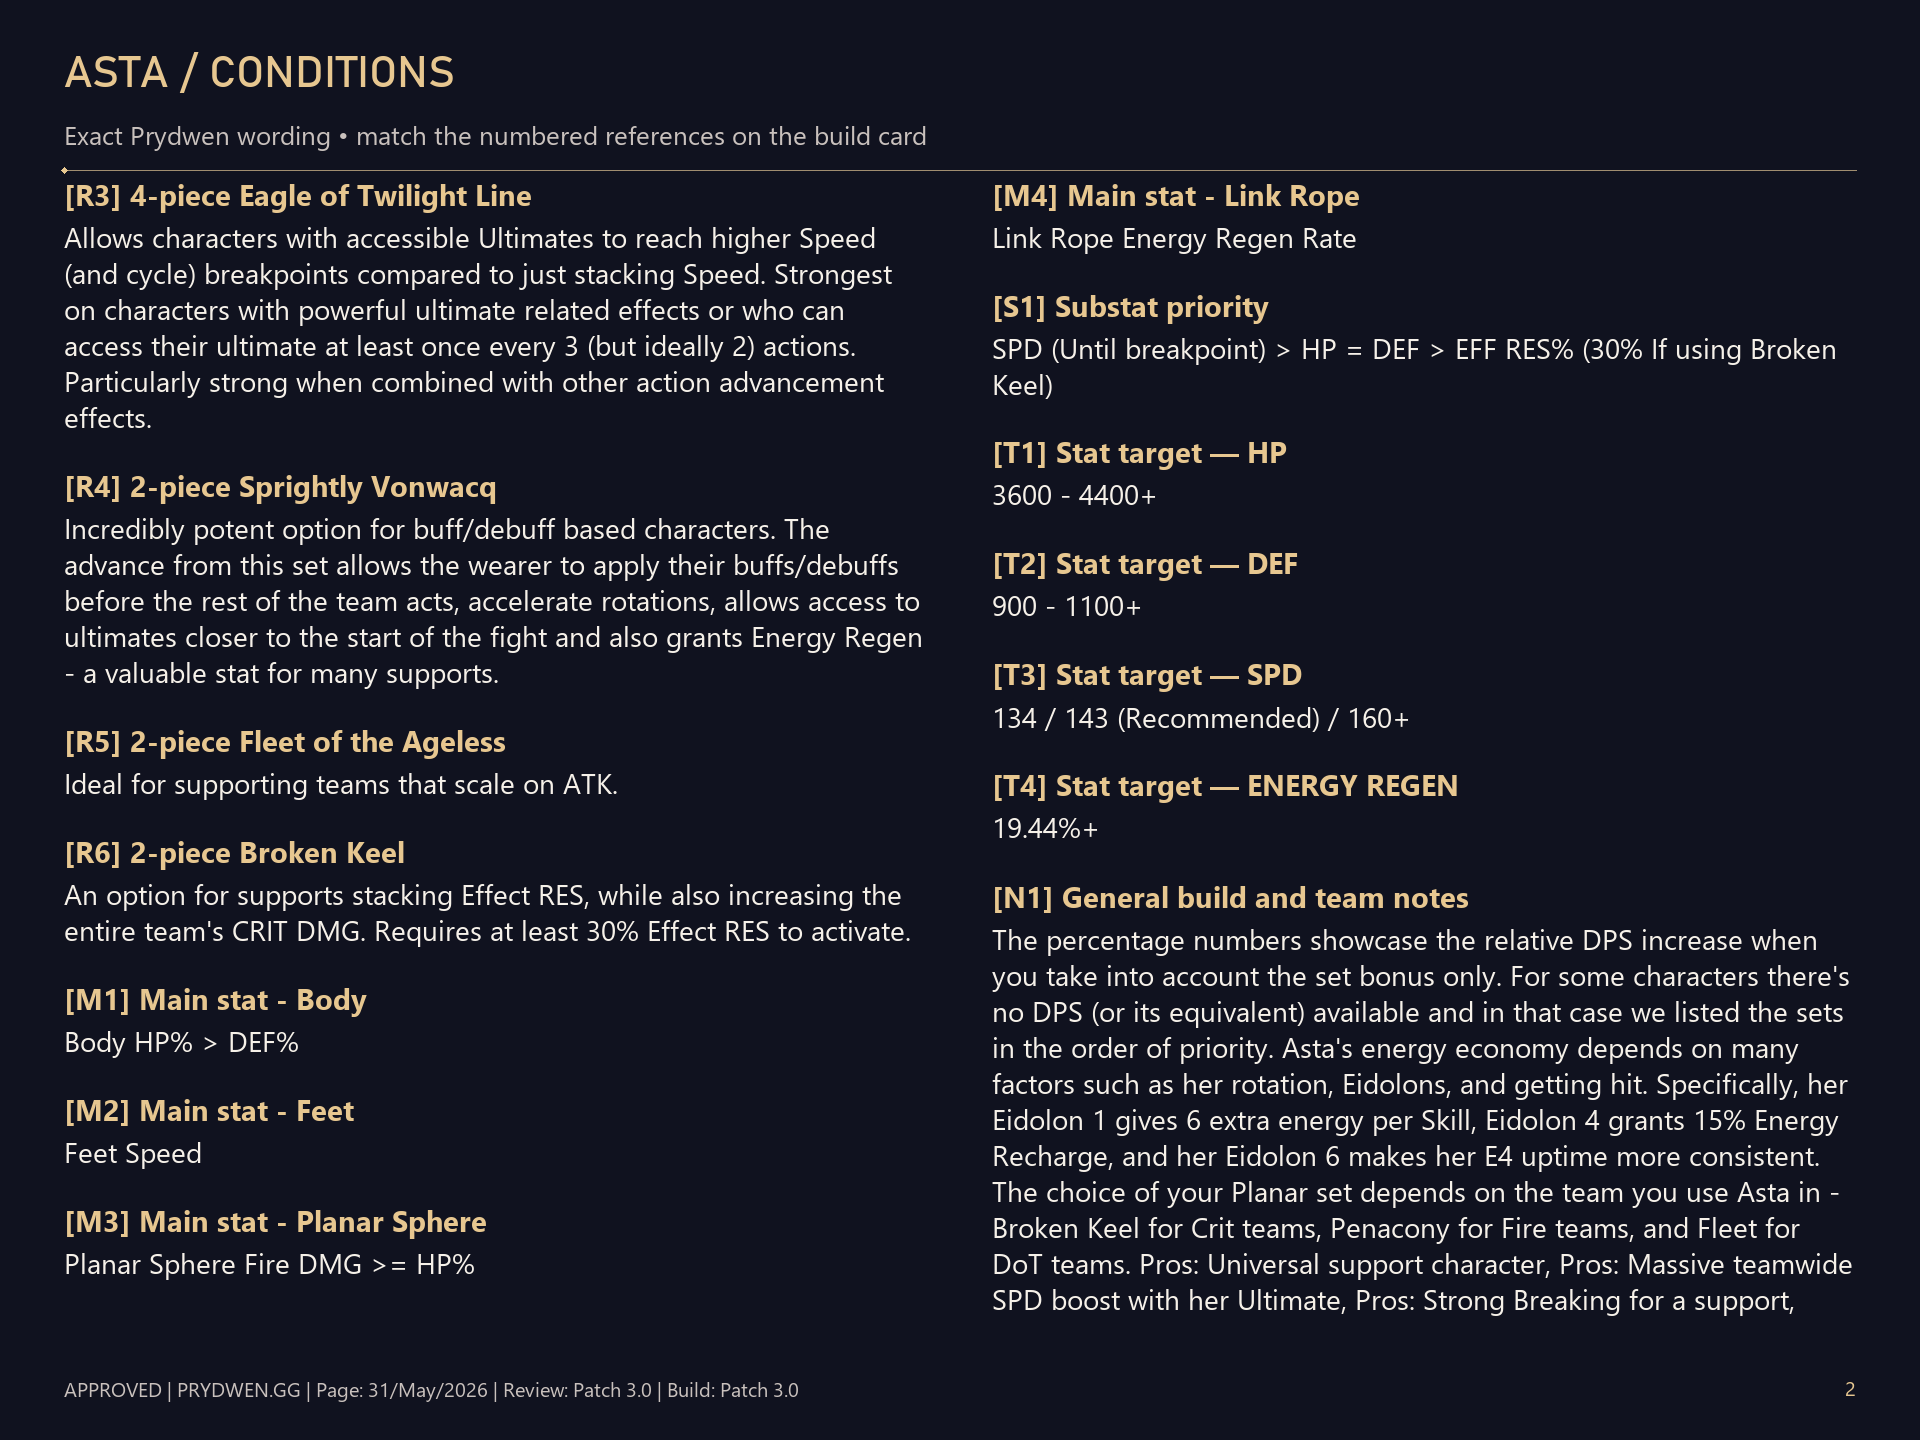 ASTA / CONDITIONS
Exact Prydwen wording • match the numbered references on the build card
[R3] 4-piece Eagle of Twilight Line
Allows characters with accessible Ultimates to reach higher Speed
(and cycle) breakpoints compared to just stacking Speed. Strongest
on characters with powerful ultimate related effects or who can
access their ultimate at least once every 3 (but ideally 2) actions.
Particularly strong when combined with other action advancement
effects.
[R4] 2-piece Sprightly Vonwacq
Incredibly potent option for buff/debuff based characters. The
advance from this set allows the wearer to apply their buffs/debuffs
before the rest of the team acts, accelerate rotations, allows access to
ultimates closer to the start of the fight and also grants Energy Regen
- a valuable stat for many supports.
[R5] 2-piece Fleet of the Ageless
Ideal for supporting teams that scale on ATK.
[R6] 2-piece Broken Keel
An option for supports stacking Effect RES, while also increasing the
entire team's CRIT DMG. Requires at least 30% Effect RES to activate.
[M1] Main stat - Body
Body HP% > DEF%
[M2] Main stat - Feet
Feet Speed
[M3] Main stat - Planar Sphere
Planar Sphere Fire DMG >= HP%
[M4] Main stat - Link Rope
Link Rope Energy Regen Rate
[S1] Substat priority
SPD (Until breakpoint) > HP = DEF > EFF RES% (30% If using Broken
Keel)
[T1] Stat target — HP
3600 - 4400+
[T2] Stat target — DEF
900 - 1100+
[T3] Stat target — SPD
134 / 143 (Recommended) / 160+
[T4] Stat target — ENERGY REGEN
19.44%+
[N1] General build and team notes
The percentage numbers showcase the relative DPS increase when
you take into account the set bonus only. For some characters there's
no DPS (or its equivalent) available and in that case we listed the sets
in the order of priority. Asta's energy economy depends on many
factors such as her rotation, Eidolons, and getting hit. Specifically, her
Eidolon 1 gives 6 extra energy per Skill, Eidolon 4 grants 15% Energy
Recharge, and her Eidolon 6 makes her E4 uptime more consistent.
The choice of your Planar set depends on the team you use Asta in -
Broken Keel for Crit teams, Penacony for Fire teams, and Fleet for
DoT teams. Pros: Universal support character, Pros: Massive teamwide
SPD boost with her Ultimate, Pros: Strong Breaking for a support,
APPROVED | PRYDWEN.GG | Page: 31/May/2026 | Review: Patch 3.0 | Build: Patch 3.0
2